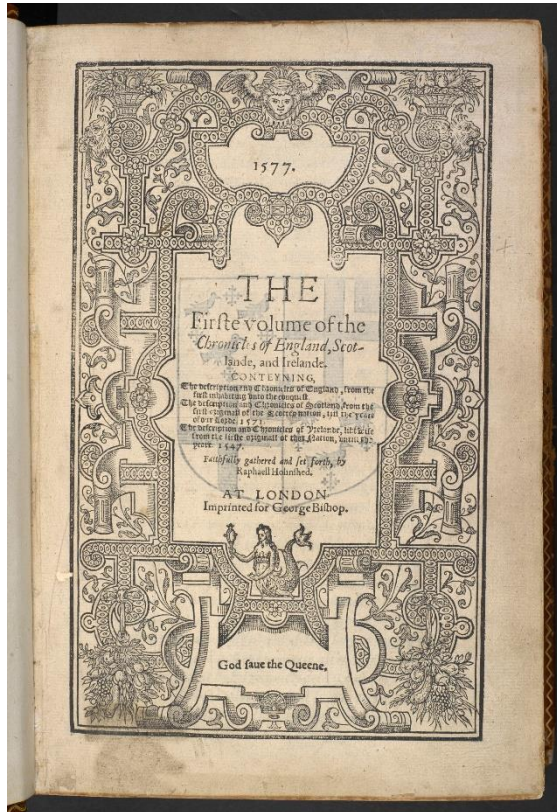 1577.
THE
Firste volume of the
Chronicles of England, Scot-
lande, and Irelande.
CONTEYNING,
The description and Chronicles of England, from the
first inhabiting vnto the conquest.
The description and Chronicles of Scotland, from the
first originall of the Scottes nation, till the yeare
of our Lorde. 1571.
The description and Chronicles of Yrelande, likewise
from the firste originall of that Nation, vntill the
yeare. 1547.
Faithfully gathered and set forth, by
Raphaell Holinshed.
AT LONDON,
Imprinted for George Bishop.
God saue the Queene.